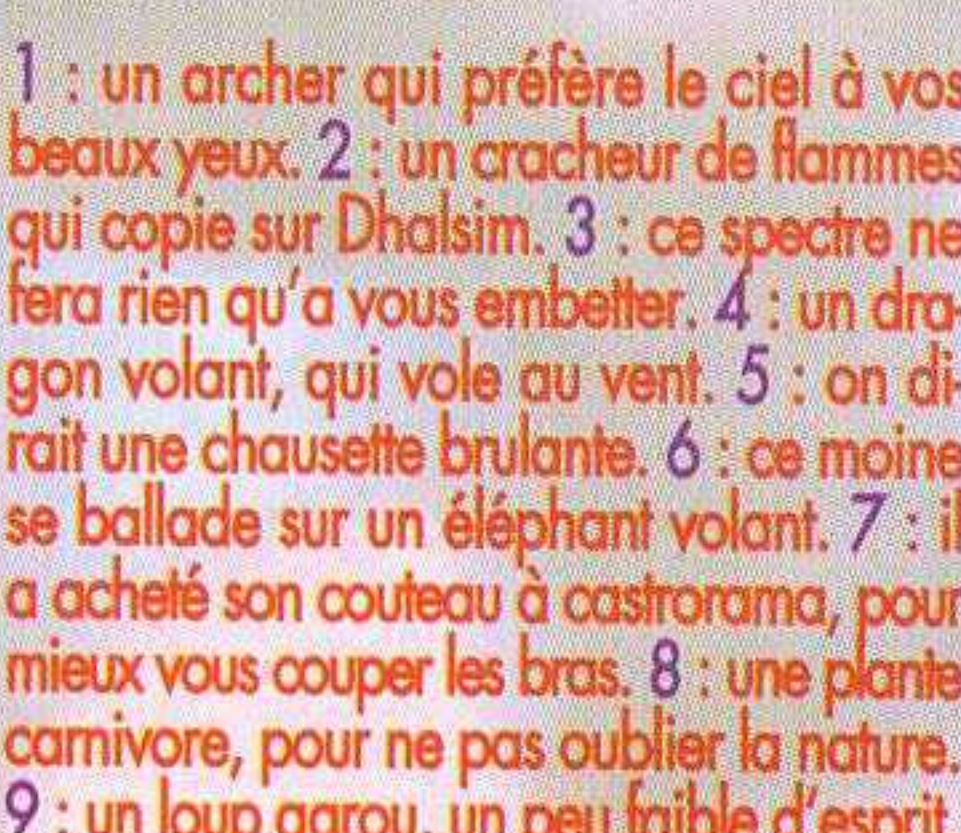 1 : un archer qui préfère le ciel à vos
beaux yeux. 2 : un cracheur de flammes
qui copie sur Dhalsim. 3 : ce spectre ne
fera rien qu'a vous embetter. 4 : un dra-
gon volant, qui vole au vent. 5 : on di-
rait une chausette brulante. 6 : ce moine
se ballade sur un éléphant volant. 7 : il
a acheté son couteau à castrorama, pour
mieux vous couper les bras. 8 : une plante
carnivore, pour ne pas oublier la nature.
9 : un loup garou, un peu faible d'esprit.